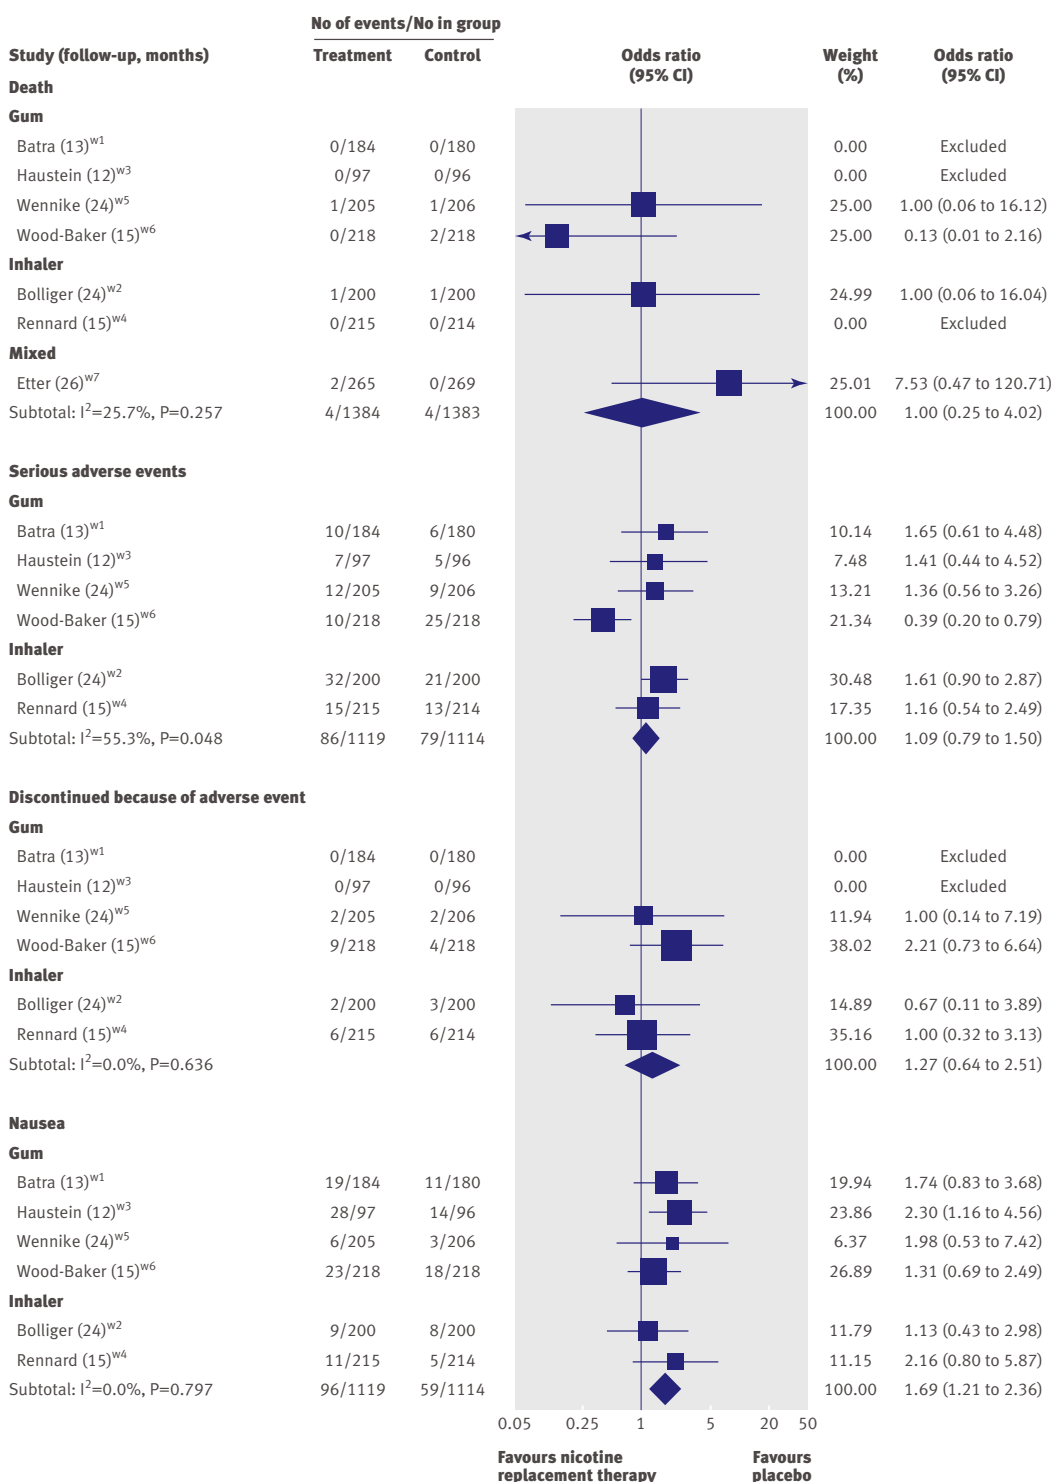 No of events/No in group
Study (follow-up, months) Treatment Control Odds ratio (95% CI) Weight (%) Odds ratio (95% CI)
Death
Gum
Batra (13)w1 0/184 0/180 0.00 Excluded
Haustein (12)w3 0/97 0/96 0.00 Excluded
Wennike (24)w5 1/205 1/206 25.00 1.00 (0.06 to 16.12)
Wood-Baker (15)w6 0/218 2/218 25.00 0.13 (0.01 to 2.16)
Inhaler
Bolliger (24)w2 1/200 1/200 24.99 1.00 (0.06 to 16.04)
Rennard (15)w4 0/215 0/214 0.00 Excluded
Mixed
Etter (26)w7 2/265 0/269 25.01 7.53 (0.47 to 120.71)
Subtotal: I2=25.7%, P=0.257 4/1384 4/1383 100.00 1.00 (0.25 to 4.02)
Serious adverse events
Gum
Batra (13)w1 10/184 6/180 10.14 1.65 (0.61 to 4.48)
Haustein (12)w3 7/97 5/96 7.48 1.41 (0.44 to 4.52)
Wennike (24)w5 12/205 9/206 13.21 1.36 (0.56 to 3.26)
Wood-Baker (15)w6 10/218 25/218 21.34 0.39 (0.20 to 0.79)
Inhaler
Bolliger (24)w2 32/200 21/200 30.48 1.61 (0.90 to 2.87)
Rennard (15)w4 15/215 13/214 17.35 1.16 (0.54 to 2.49)
Subtotal: I2=55.3%, P=0.048 86/1119 79/1114 100.00 1.09 (0.79 to 1.50)
Discontinued because of adverse event
Gum
Batra (13)w1 0/184 0/180 0.00 Excluded
Haustein (12)w3 0/97 0/96 0.00 Excluded
Wennike (24)w5 2/205 2/206 11.94 1.00 (0.14 to 7.19)
Wood-Baker (15)w6 9/218 4/218 38.02 2.21 (0.73 to 6.64)
Inhaler
Bolliger (24)w2 2/200 3/200 14.89 0.67 (0.11 to 3.89)
Rennard (15)w4 6/215 6/214 35.16 1.00 (0.32 to 3.13)
Subtotal: I2=0.0%, P=0.636 100.00 1.27 (0.64 to 2.51)
Nausea
Gum
Batra (13)w1 19/184 11/180 19.94 1.74 (0.83 to 3.68)
Haustein (12)w3 28/97 14/96 23.86 2.30 (1.16 to 4.56)
Wennike (24)w5 6/205 3/206 6.37 1.98 (0.53 to 7.42)
Wood-Baker (15)w6 23/218 18/218 26.89 1.31 (0.69 to 2.49)
Inhaler
Bolliger (24)w2 9/200 8/200 11.79 1.13 (0.43 to 2.98)
Rennard (15)w4 11/215 5/214 11.15 2.16 (0.80 to 5.87)
Subtotal: I2=0.0%, P=0.797 96/1119 59/1114 100.00 1.69 (1.21 to 2.36)
0.05 0.25 1 5 20 50
Favours nicotine replacement therapy Favours placebo